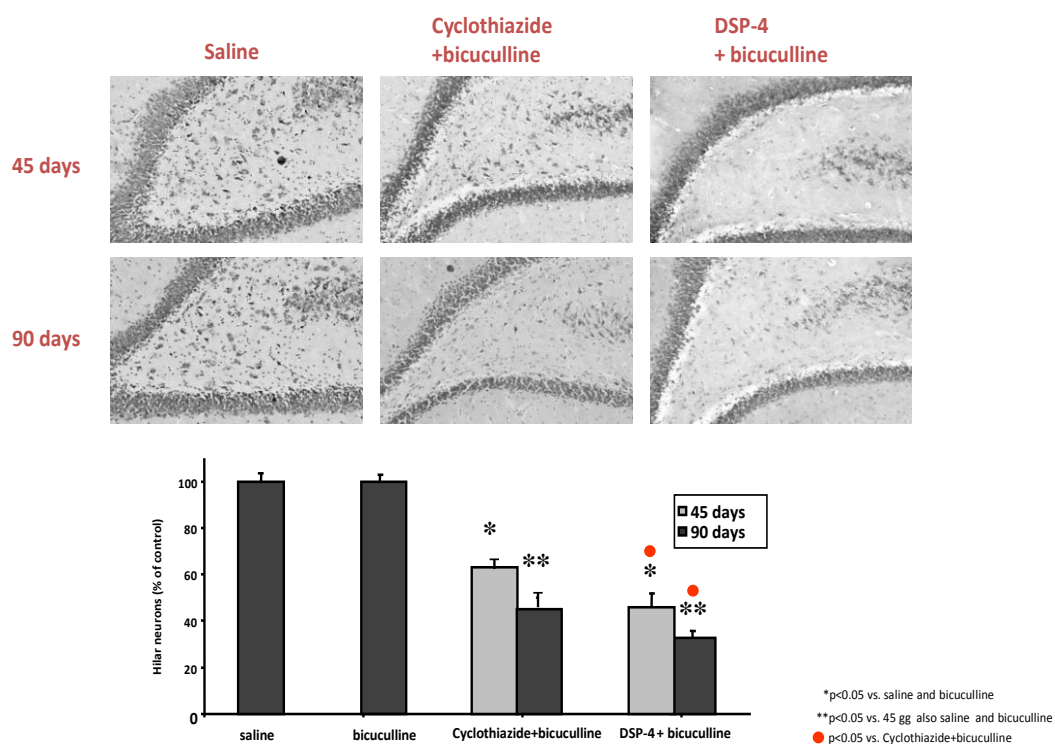 Saline
Cyclothiazide
+bicuculline
DSP-4
+ bicuculline
45 days
90 days
Hilar neurons (% of control)
100
80
60
40
20
0
45 days
90 days
*
**
*
**
saline
bicuculline
Cyclothiazide+bicuculline
DSP-4 + bicuculline
*p<0.05 vs. saline and bicuculline
**p<0.05 vs. 45 gg also saline and bicuculline
p<0.05 vs. Cyclothiazide+bicuculline